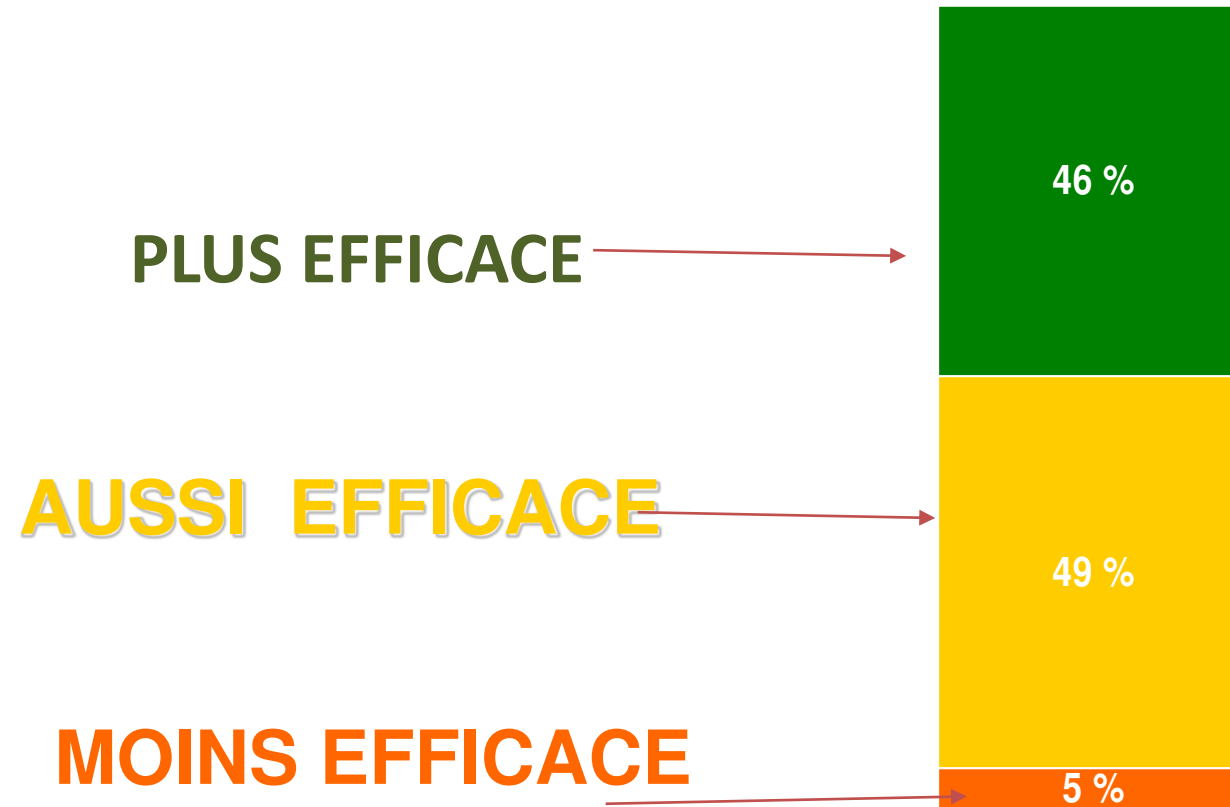 46 %
PLUS EFFICACE
AUSSI EFFICACE
49 %
MOINS EFFICACE
5 %